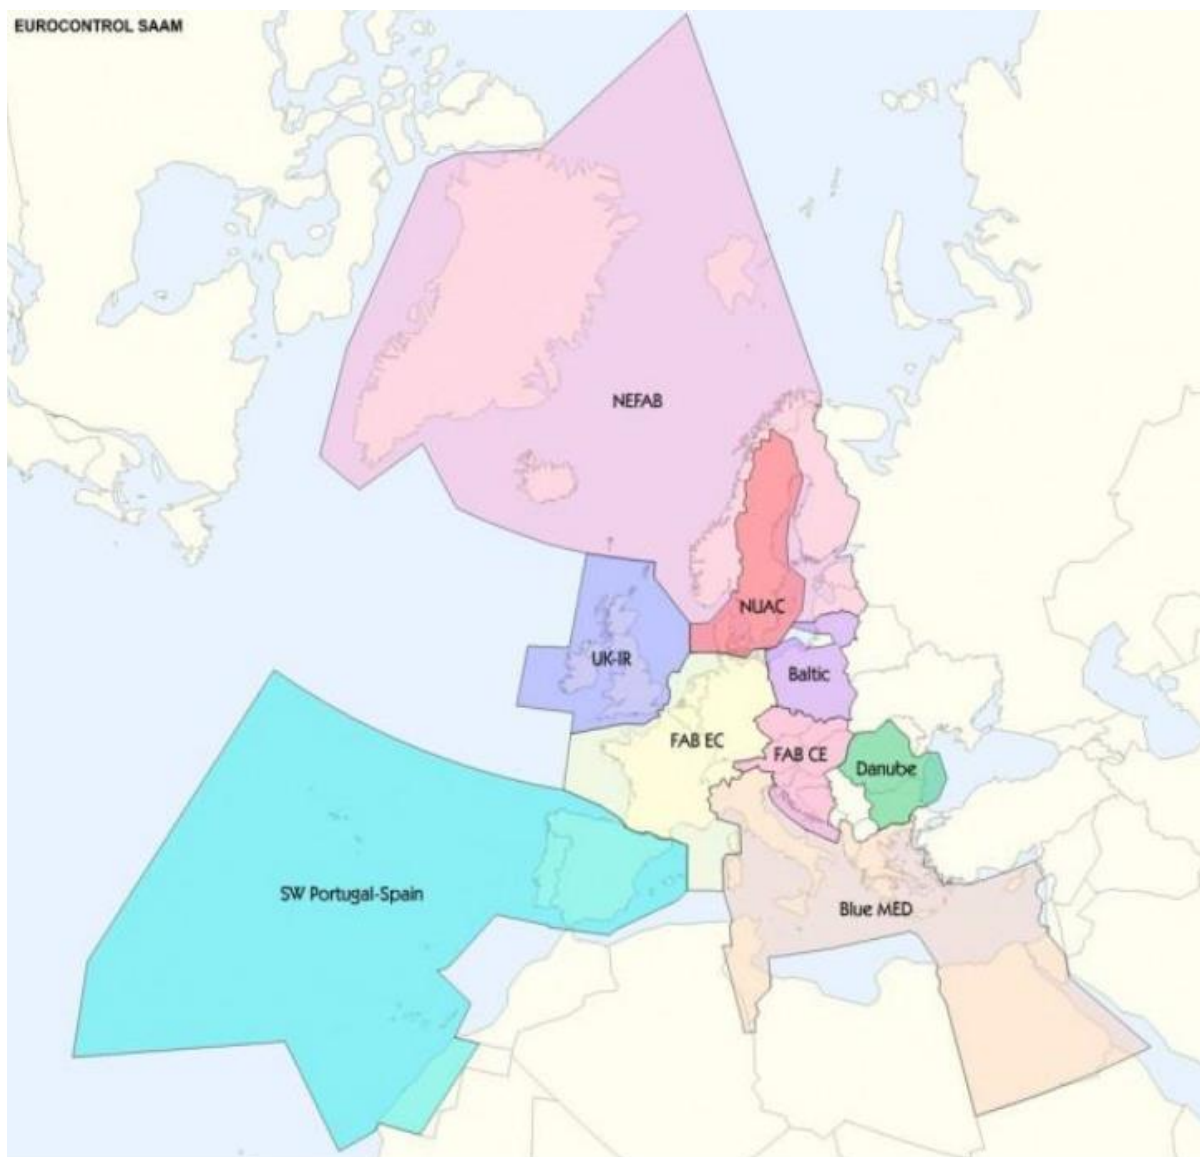 EUROCONTROL SAAM
NEFAB
NUAC
UK-IR
Baltic
FAB EC
FAB CE
Danube
SW Portugal-Spain
Blue MED